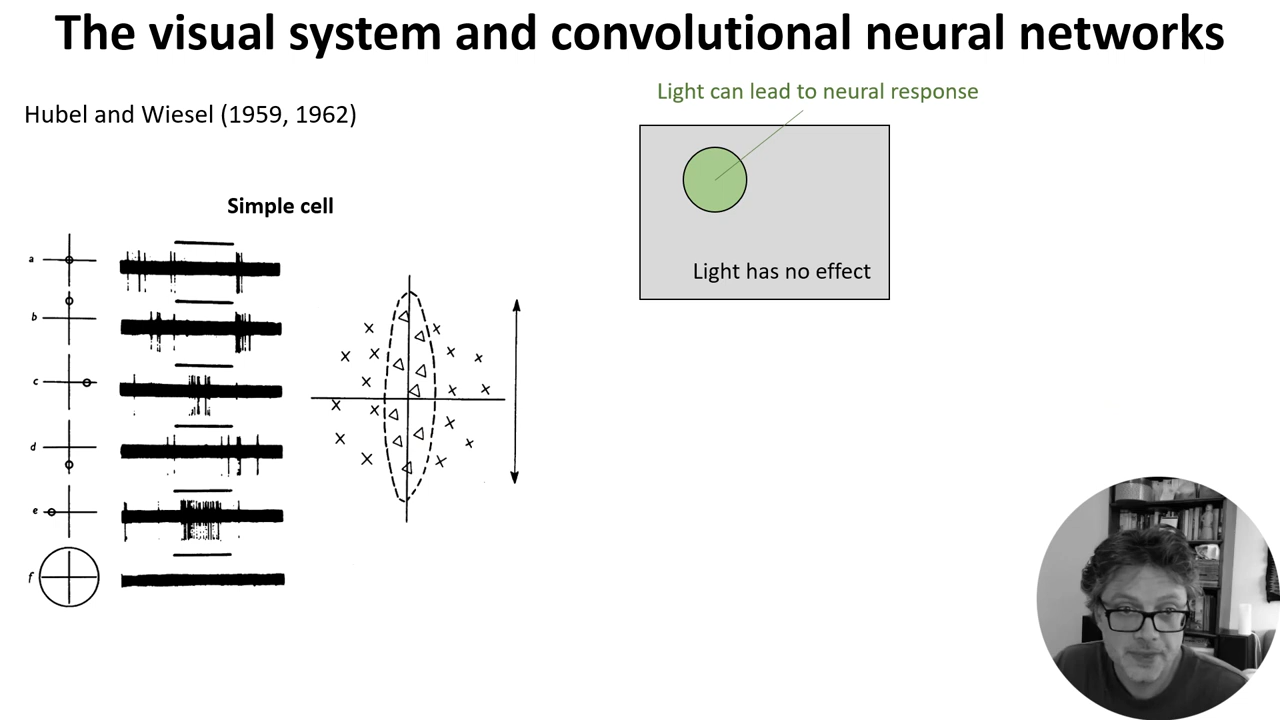 The visual system and convolutional neural networks
Hubel and Wiesel (1959, 1962)
Light can lead to neural response
Light has no effect
Simple cell
a
b
c
d
e
f